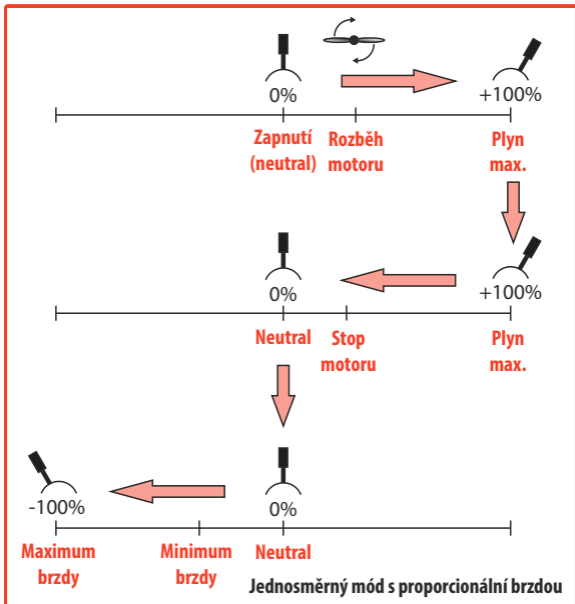 0%
+100%
Zapnutí Rozběh Plyn
(neutral) motoru max.
0%
+100%
Neutral Stop Plyn
motoru max.
-100%
0%
Maximum Minimum Neutral
brzdy brzdy
Jednosměrný mód s proporcionální brzdou